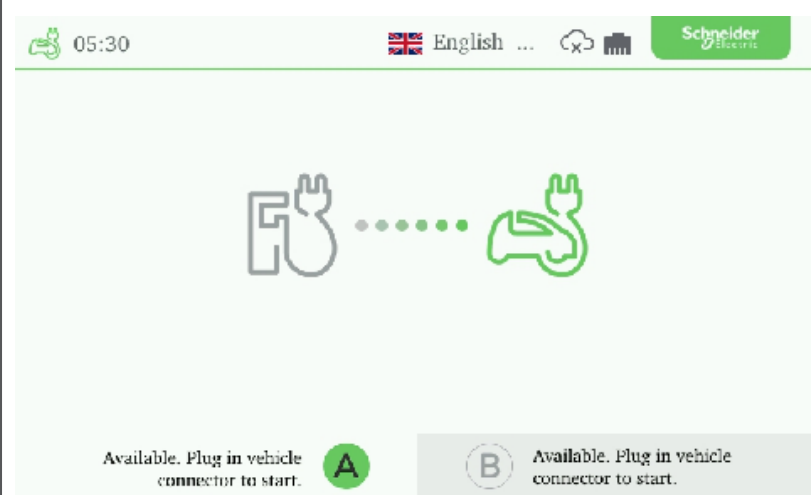 05:30
English ...
Schneider
Electric
Available. Plug in vehicle
connector to start.
A
B
Available. Plug in vehicle
connector to start.